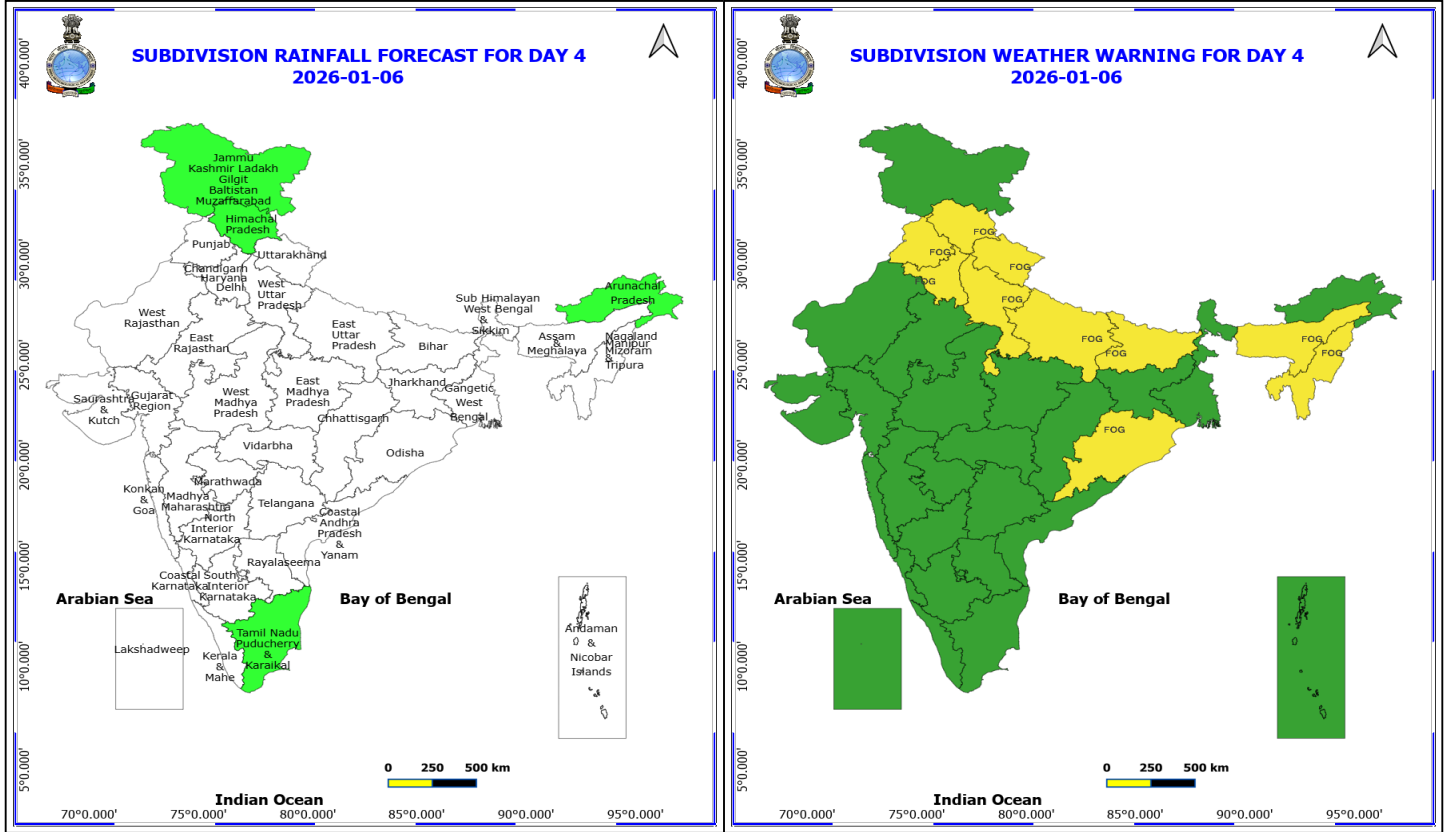 SUBDIVISION RAINFALL FORECAST FOR DAY 4
2026-01-06
40°0.000'
35°0.000'
30°0.000'
25°0.000'
20°0.000'
15°0.000'
10°0.000'
5°0.000'
Jammu
Kashmir Ladakh
Gilgit
Baltistan
Muzaffarabad
Himachal
Pradesh
Punjab
Uttarakhand
Chandigarh
Haryana
Delhi
West
Uttar
Pradesh
Arunachal
Pradesh
Sub Himalayan
West Bengal
&
Sikkim
West
Rajasthan
East
Rajasthan
East
Uttar
Pradesh
Bihar
Assam
&
Meghalaya
Nagaland
Manipur
Mizoram
&
Tripura
Saurashtra
&
Kutch
Gujarat
Region
West
Madhya
Pradesh
East
Madhya
Pradesh
Jharkhand
Gangetic
West
Bengal
Chhattisgarh
Vidarbha
Odisha
Konkan
&
Goa
Madhya
Maharashtra
Marathwada
Telangana
North
Interior
Karnataka
Coastal
Andhra
Pradesh
&
Yanam
Rayalaseema
Coastal
Karnataka
South
Interior
Karnataka
Arabian Sea
Bay of Bengal
Lakshadweep
Kerala
&
Mahe
Tamil Nadu
Puducherry
&
Karaikal
Andaman
&
Nicobar
Islands
0 250 500 km
Indian Ocean
70°0.000' 75°0.000' 80°0.000' 85°0.000' 90°0.000' 95°0.000'
SUBDIVISION WEATHER WARNING FOR DAY 4
2026-01-06
40°0.000'
35°0.000'
30°0.000'
25°0.000'
20°0.000'
15°0.000'
10°0.000'
5°0.000'
FOG
FOG
FOG
FOG
FOG
FOG
FOG
FOG
FOG
FOG
Arabian Sea
Bay of Bengal
0 250 500 km
Indian Ocean
70°0.000' 75°0.000' 80°0.000' 85°0.000' 90°0.000' 95°0.000'